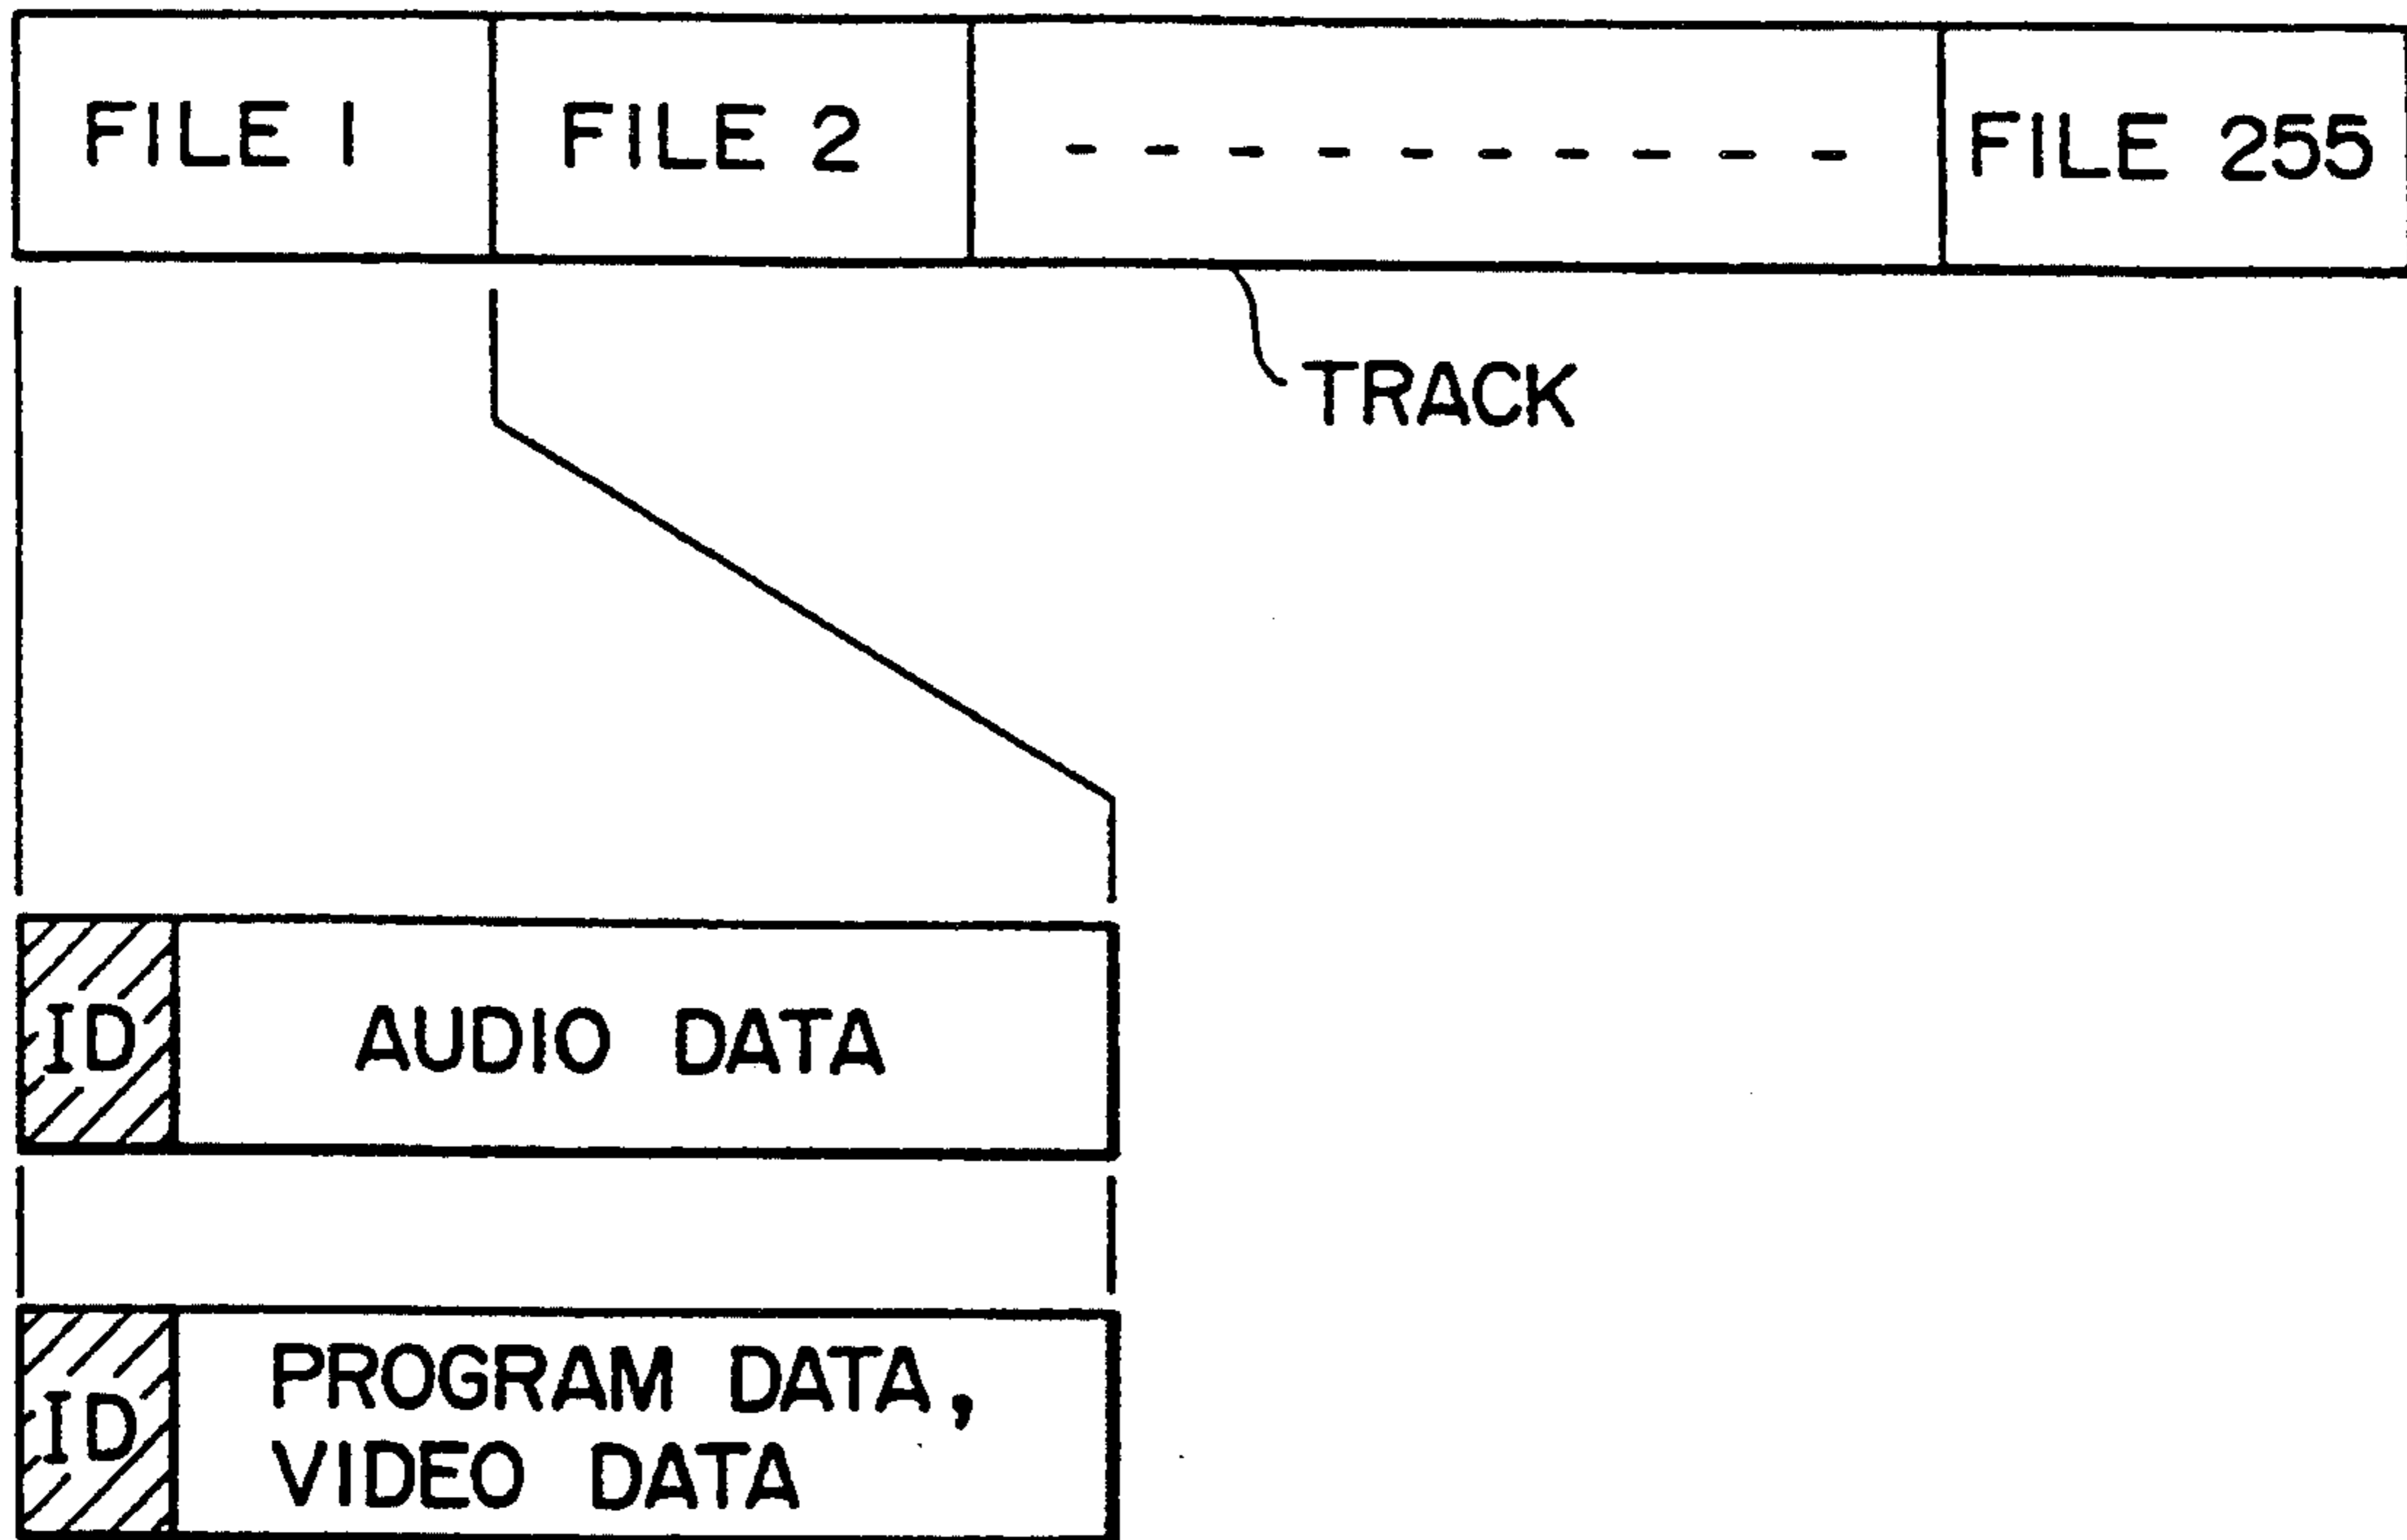 FILE 1
FILE 2
- - - - - - - - - -
FILE 255
TRACK
ID
AUDIO DATA
ID
PROGRAM DATA,
VIDEO DATA